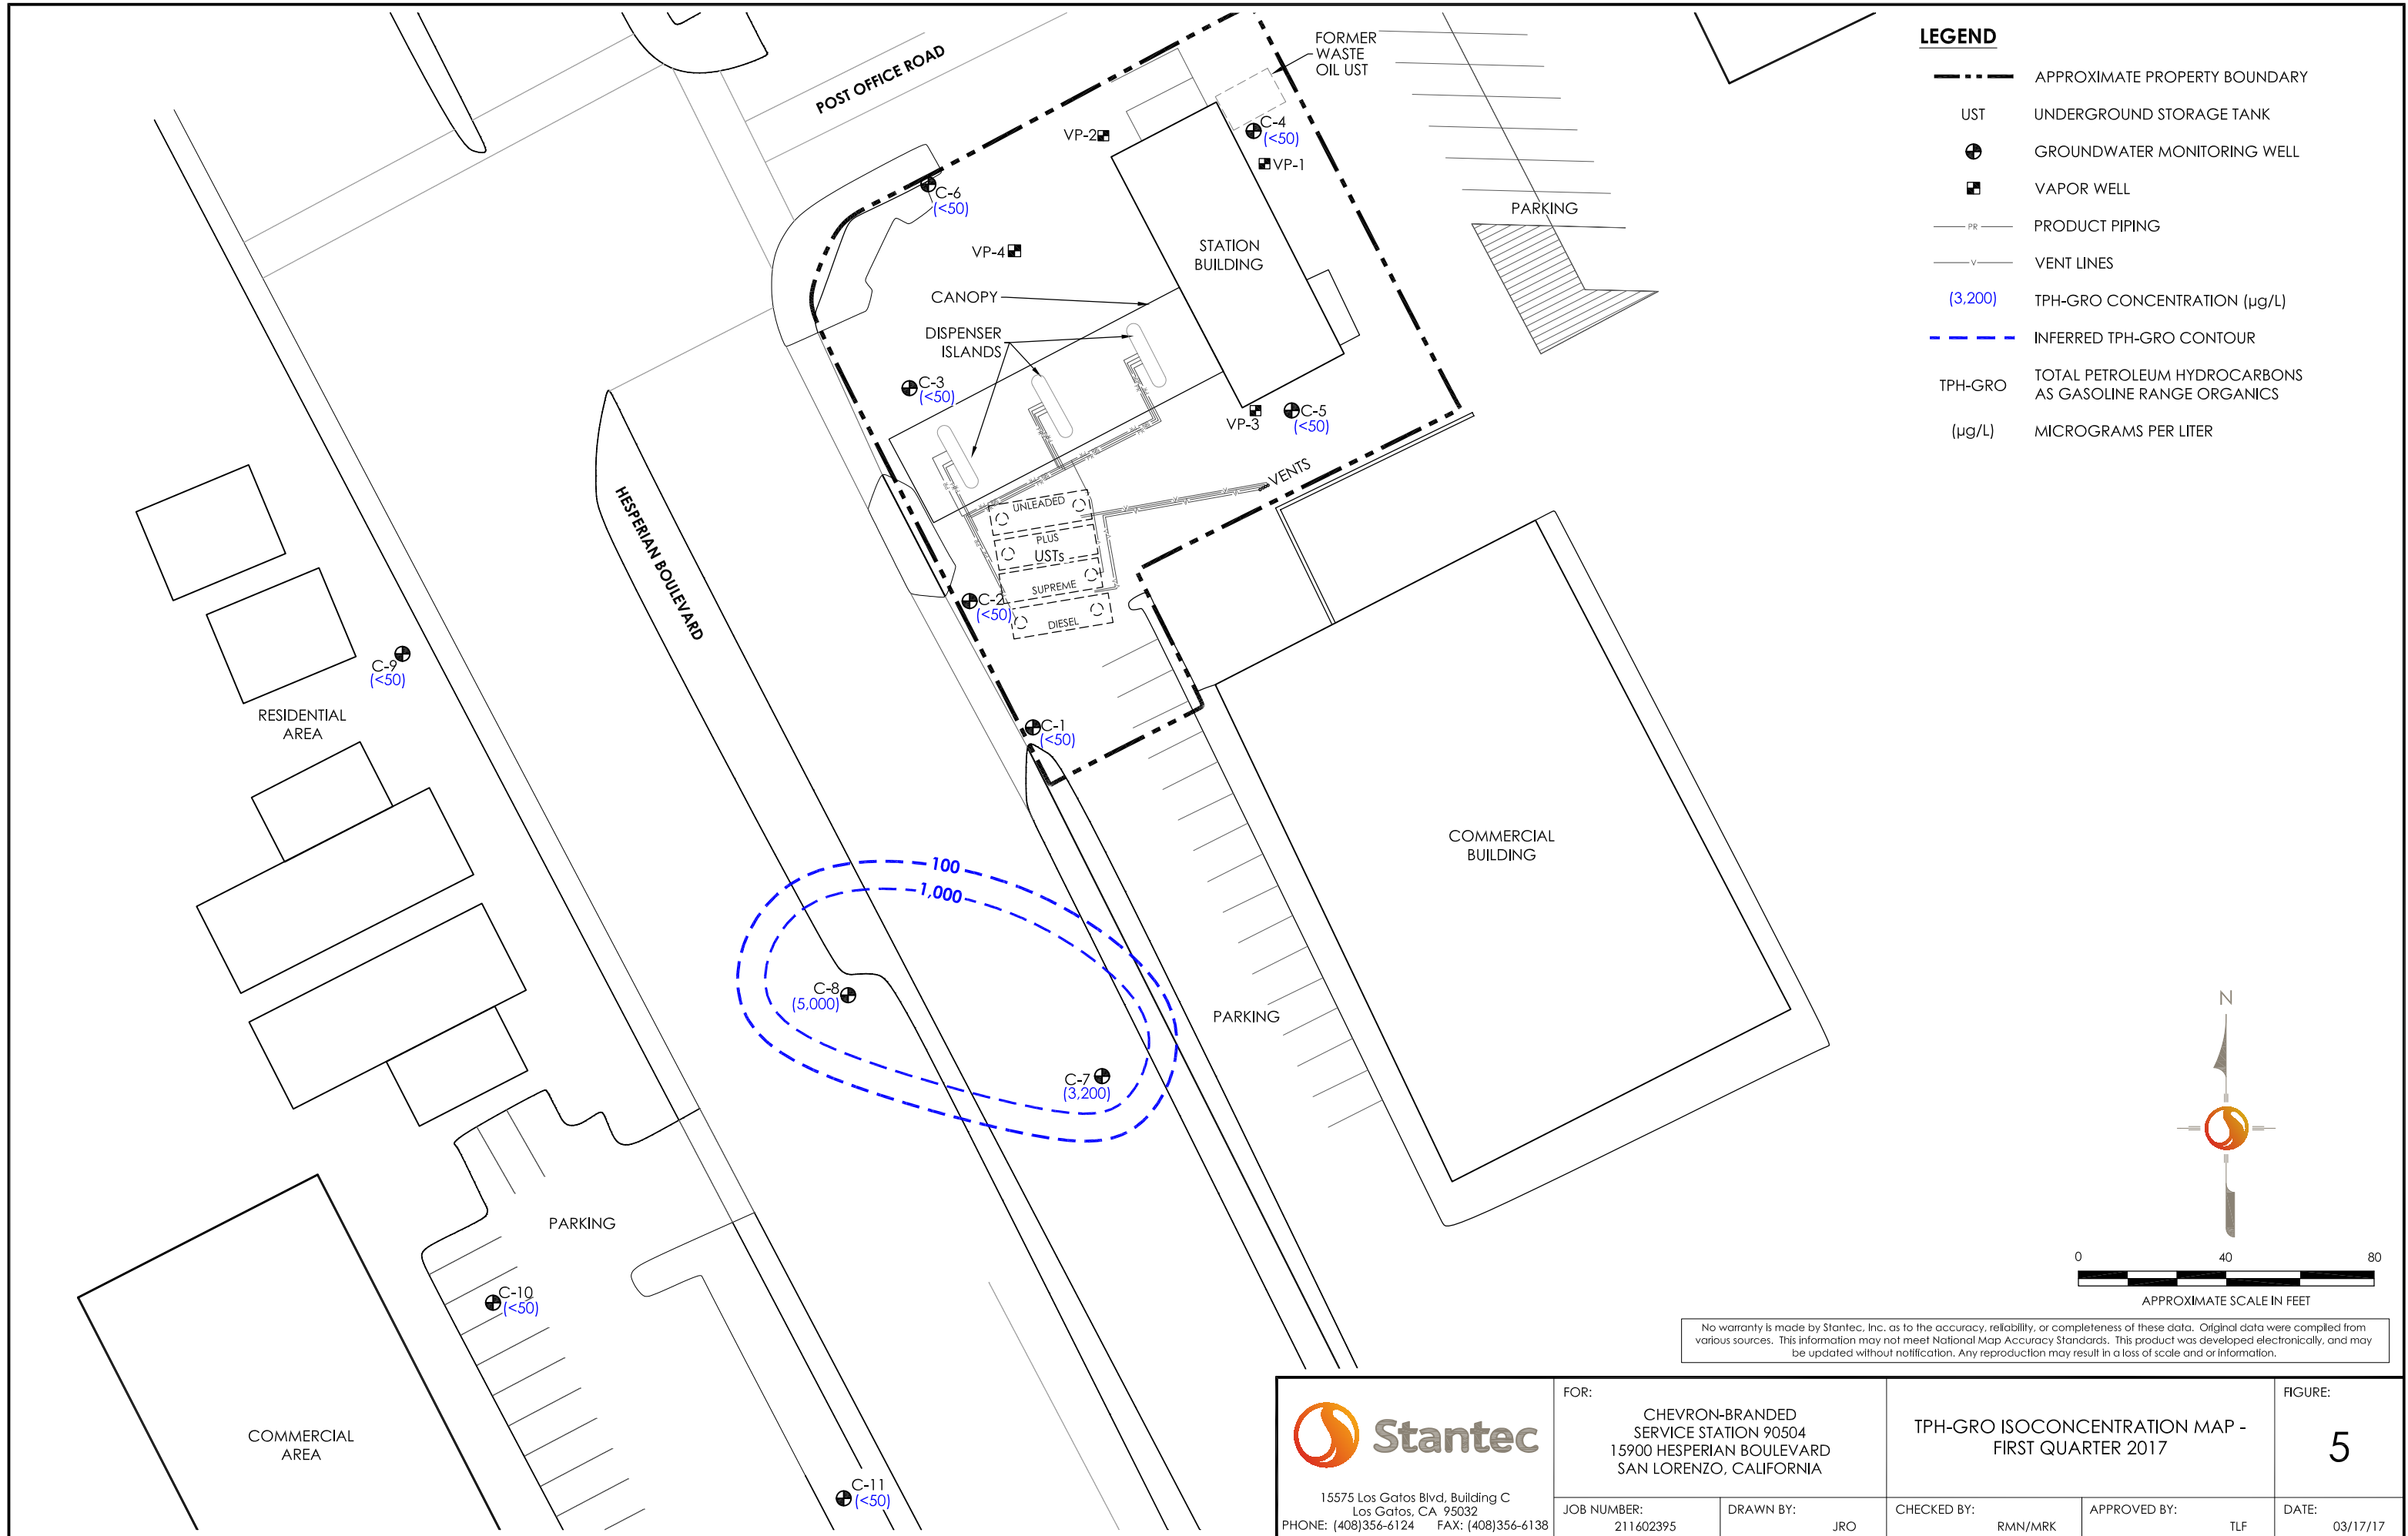 POST OFFICE ROAD
FORMER
WASTE
OIL UST
C-4
(<50)
VP-2
VP-1
C-6
(<50)
PARKING
VP-4
STATION
BUILDING
CANOPY
DISPENSER
ISLANDS
C-3
(<50)
VP-3
C-5
(<50)
VENTS
HESPERIAN BOULEVARD
UNLEADED
PLUS
USTs
SUPREME
DIESEL
C-2
(<50)
C-9
(<50)
RESIDENTIAL
AREA
C-1
(<50)
COMMERCIAL
BUILDING
100
1,000
C-8
(5,000)
PARKING
C-7
(3,200)
PARKING
C-10
(<50)
COMMERCIAL
AREA
C-11
(<50)
LEGEND
APPROXIMATE PROPERTY BOUNDARY
UST UNDERGROUND STORAGE TANK
GROUNDWATER MONITORING WELL
VAPOR WELL
PR PRODUCT PIPING
V VENT LINES
(3,200) TPH-GRO CONCENTRATION (µg/L)
INFERRED TPH-GRO CONTOUR
TPH-GRO TOTAL PETROLEUM HYDROCARBONS
AS GASOLINE RANGE ORGANICS
(µg/L) MICROGRAMS PER LITER
N
0 40 80
APPROXIMATE SCALE IN FEET
No warranty is made by Stantec, Inc. as to the accuracy, reliability, or completeness of these data. Original data were compiled from
various sources. This information may not meet National Map Accuracy Standards. This product was developed electronically, and may
be updated without notification. Any reproduction may result in a loss of scale and or information.
Stantec
15575 Los Gatos Blvd, Building C
Los Gatos, CA 95032
PHONE: (408)356-6124 FAX: (408)356-6138
FOR:
CHEVRON-BRANDED
SERVICE STATION 90504
15900 HESPERIAN BOULEVARD
SAN LORENZO, CALIFORNIA
TPH-GRO ISOCONCENTRATION MAP -
FIRST QUARTER 2017
FIGURE:
5
JOB NUMBER:
211602395
DRAWN BY:
JRO
CHECKED BY:
RMN/MRK
APPROVED BY:
TLF
DATE:
03/17/17